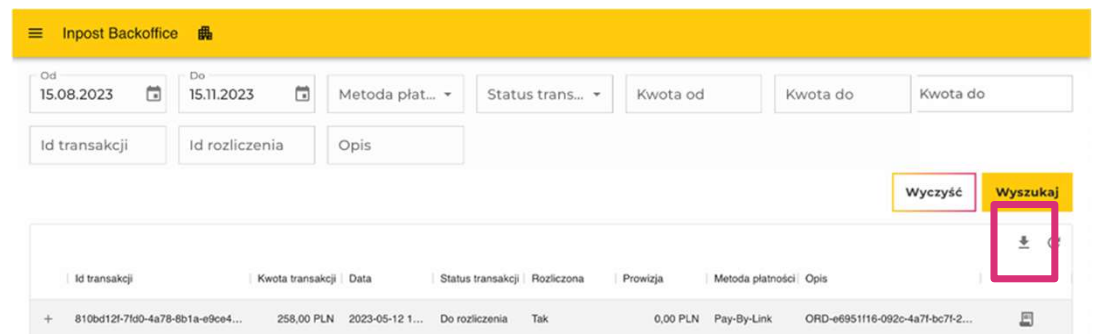 Inpost Backoffice
Od
15.08.2023
Do
15.11.2023
Metoda płat...
Status trans...
Kwota od
Kwota do
Kwota do
Id transakcji
Id rozliczenia
Opis
Wyczyść
Wyszukaj
Id transakcji
Kwota transakcji
Data
Status transakcji
Rozliczona
Prowizja
Metoda płatności
Opis
810bd12f-7fd0-4a78-8b1a-e9ce4...
258,00 PLN
2023-05-12 1...
Do rozliczenia
Tak
0,00 PLN
Pay-By-Link
ORD-e6951f16-092c-4a7f-bc7f-2...